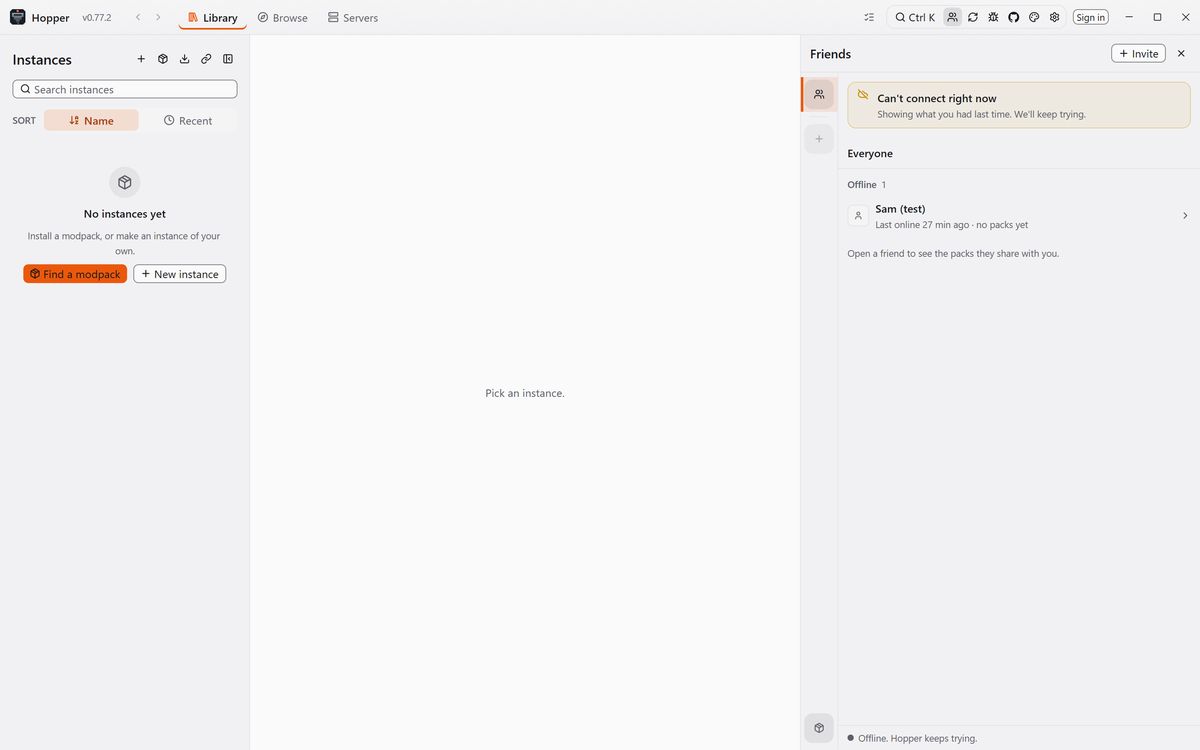 Hopper v0.77.2
Library
Browse
Servers
Ctrl K
Sign in
Instances
Search instances
SORT
Name
Recent
No instances yet
Install a modpack, or make an instance of your
own.
Find a modpack
New instance
Pick an instance.
Friends
Invite
Can't connect right now
Showing what you had last time. We'll keep trying.
Everyone
Offline 1
Sam (test)
Last online 27 min ago · no packs yet
Open a friend to see the packs they share with you.
Offline. Hopper keeps trying.